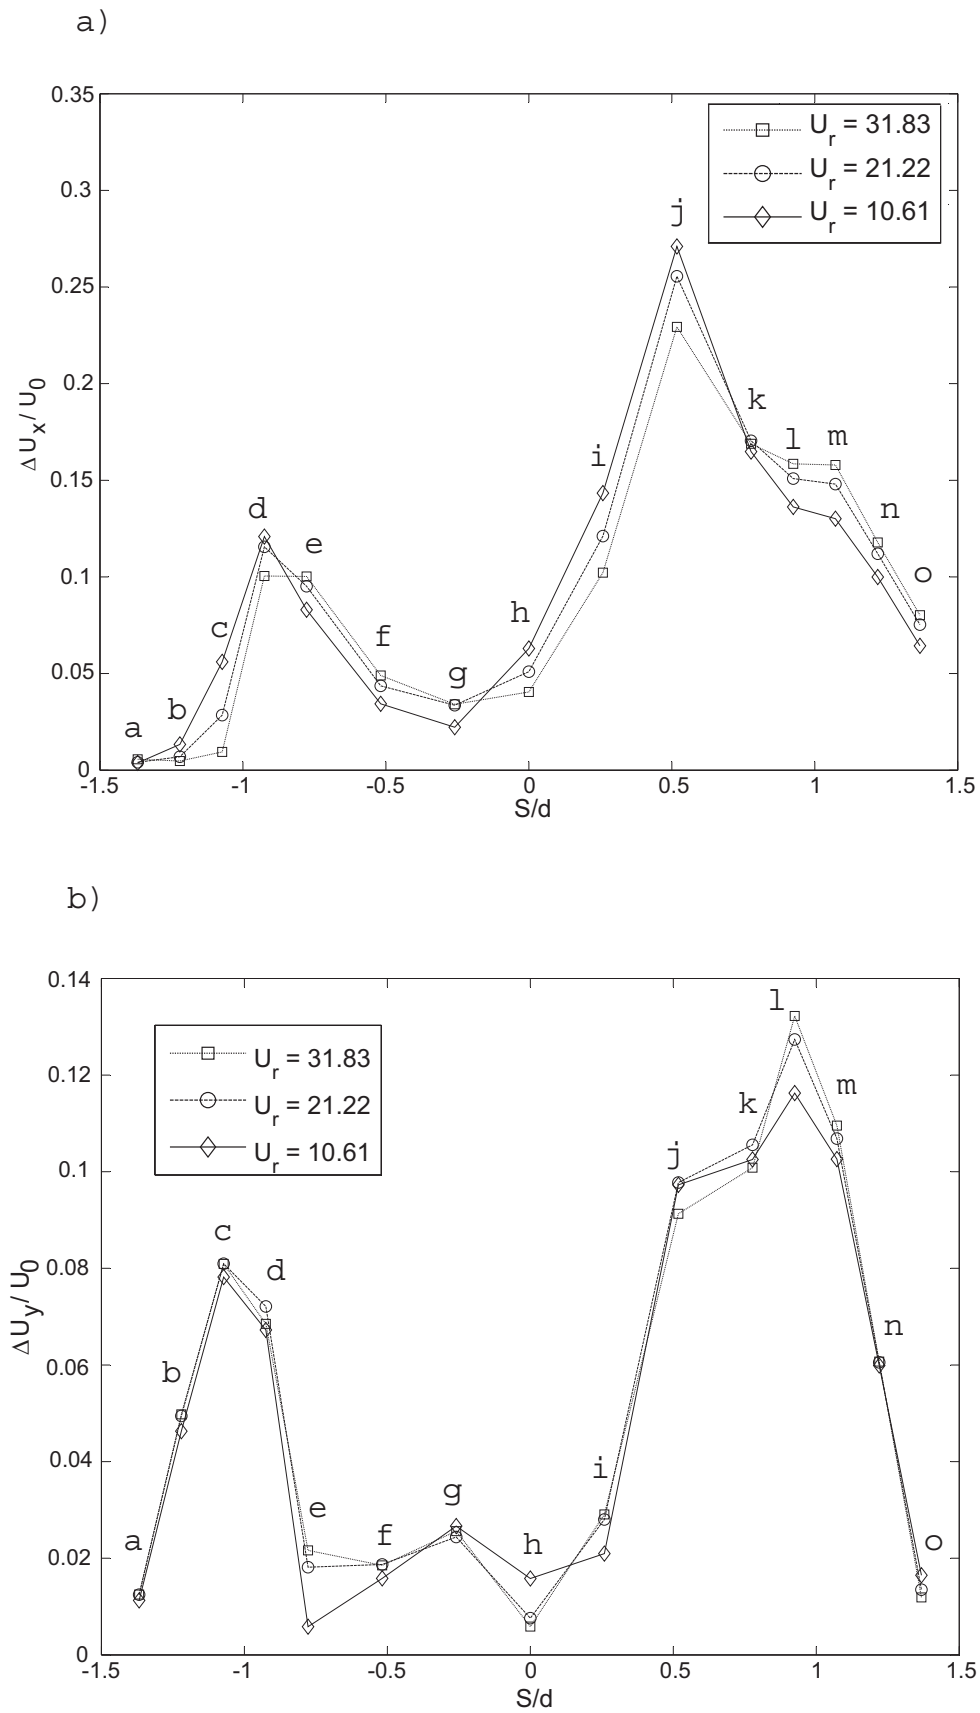 a)
0.35
0.3
0.25
0.2
0.15
0.1
0.05
0
Δ U_x / U_0
U_r = 31.83
U_r = 21.22
U_r = 10.61
a b c d e f g h i j k l m n o
-1.5 -1 -0.5 0 0.5 1 1.5
S/d
b)
0.14
0.12
0.1
0.08
0.06
0.04
0.02
0
Δ U_y / U_0
U_r = 31.83
U_r = 21.22
U_r = 10.61
a b c d e f g h i j k l m n o
-1.5 -1 -0.5 0 0.5 1 1.5
S/d